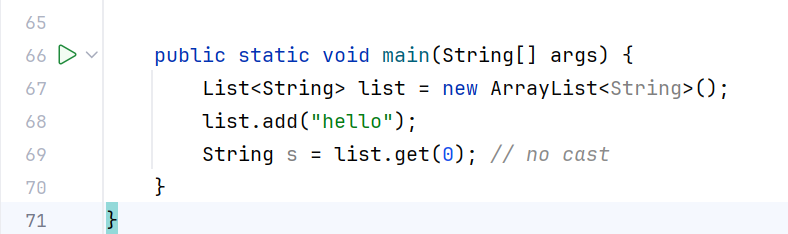 65
66 public static void main(String[] args) {
67 List<String> list = new ArrayList<String>();
68 list.add("hello");
69 String s = list.get(0); // no cast
70 }
71 }